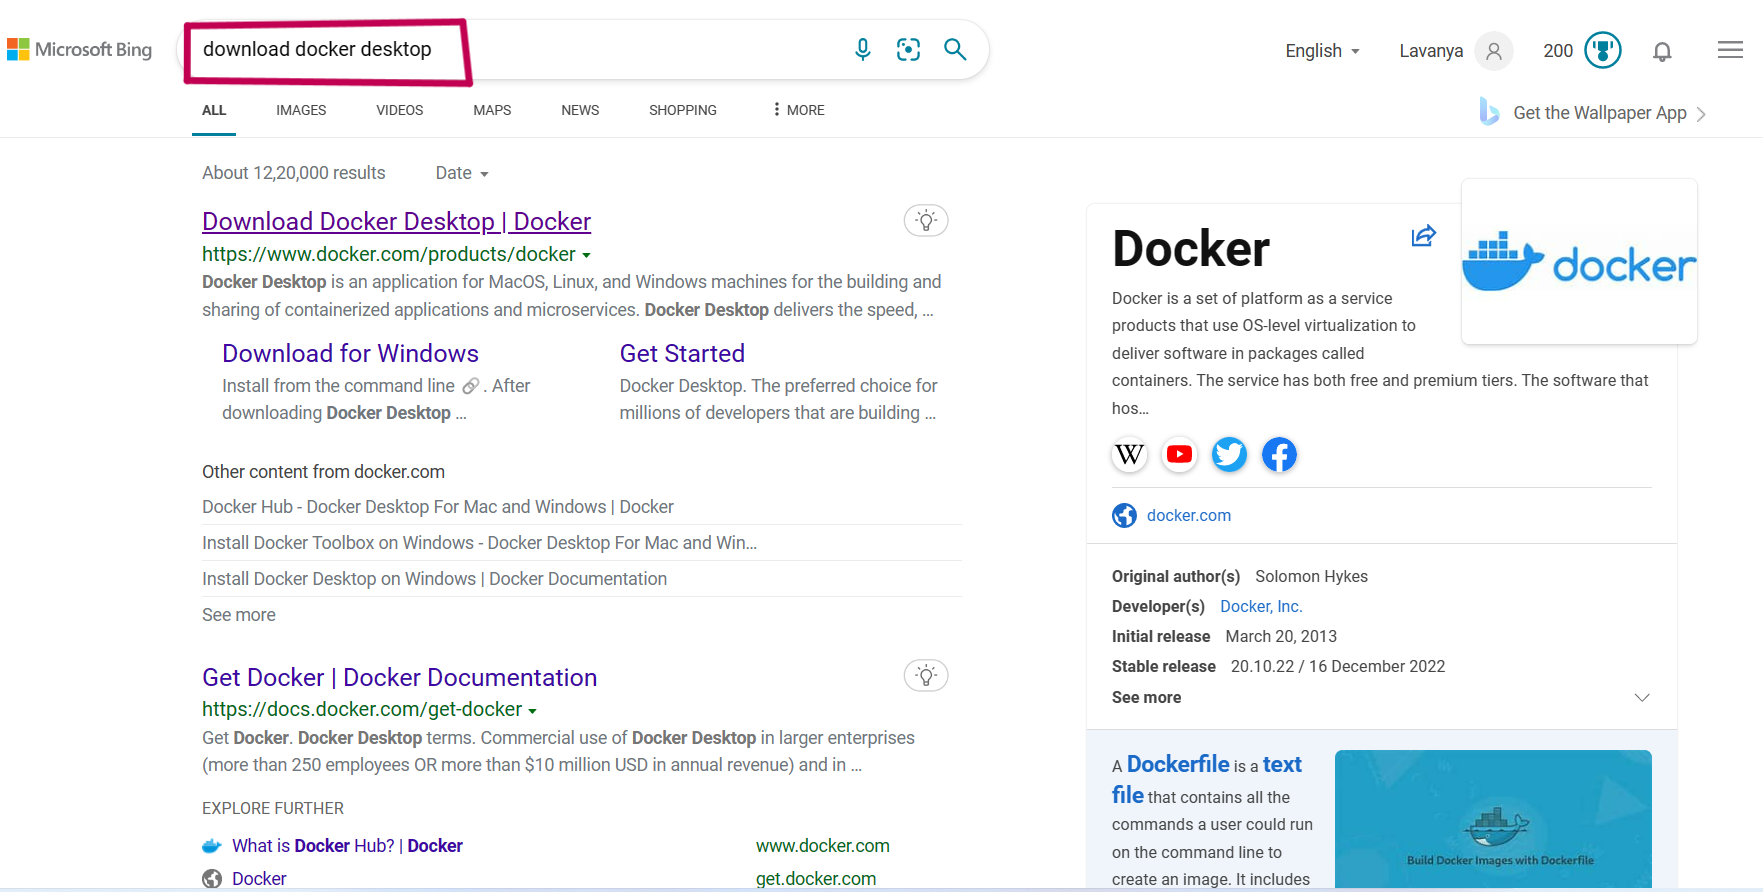 Microsoft Bing
download docker desktop
English
Lavanya
200
ALL
IMAGES
VIDEOS
MAPS
NEWS
SHOPPING
MORE
Get the Wallpaper App
About 12,20,000 results
Date
Download Docker Desktop | Docker
https://www.docker.com/products/docker
Docker Desktop is an application for MacOS, Linux, and Windows machines for the building and
sharing of containerized applications and microservices. Docker Desktop delivers the speed, ...
Download for Windows
Install from the command line 🔗. After
downloading Docker Desktop ...
Get Started
Docker Desktop. The preferred choice for
millions of developers that are building ...
Other content from docker.com
Docker Hub - Docker Desktop For Mac and Windows | Docker
Install Docker Toolbox on Windows - Docker Desktop For Mac and Win...
Install Docker Desktop on Windows | Docker Documentation
See more
Get Docker | Docker Documentation
https://docs.docker.com/get-docker
Get Docker. Docker Desktop terms. Commercial use of Docker Desktop in larger enterprises
(more than 250 employees OR more than $10 million USD in annual revenue) and in ...
EXPLORE FURTHER
What is Docker Hub? | Docker
www.docker.com
Docker
get.docker.com
Docker
docker
Docker is a set of platform as a service
products that use OS-level virtualization to
deliver software in packages called
containers. The service has both free and premium tiers. The software that
hos...
W
docker.com
Original author(s) Solomon Hykes
Developer(s) Docker, Inc.
Initial release March 20, 2013
Stable release 20.10.22 / 16 December 2022
See more
A Dockerfile is a text
file that contains all the
commands a user could run
on the command line to
create an image. It includes
Build Docker Images with Dockerfile